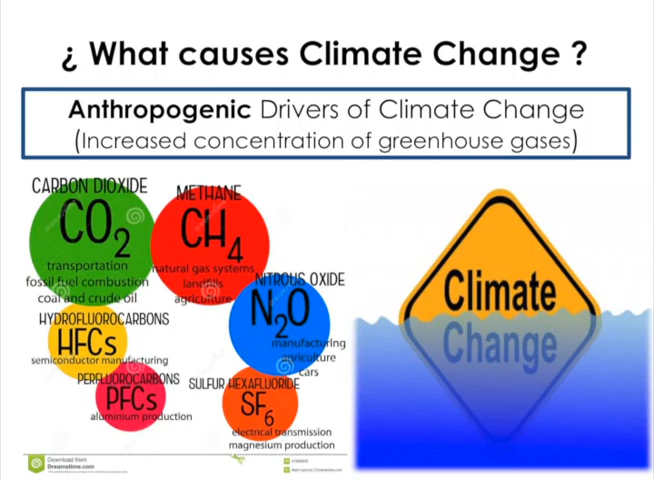 ¿ What causes Climate Change ?
Anthropogenic Drivers of Climate Change
(Increased concentration of greenhouse gases)
CARBON DIOXIDE
CO2
transportation
fossil fuel combustion
coal and crude oil
METHANE
CH4
natural gas systems
landfills
agriculture
NITROUS OXIDE
N2O
manufacturing
agriculture
cars
HYDROFLUOROCARBONS
HFCs
semiconductor manufacturing
PERFLUOROCARBONS
PFCs
aluminium production
SULFUR HEXAFLUORIDE
SF6
electrical transmission
magnesium production
Climate
Change
Download from
Dreamstime.com